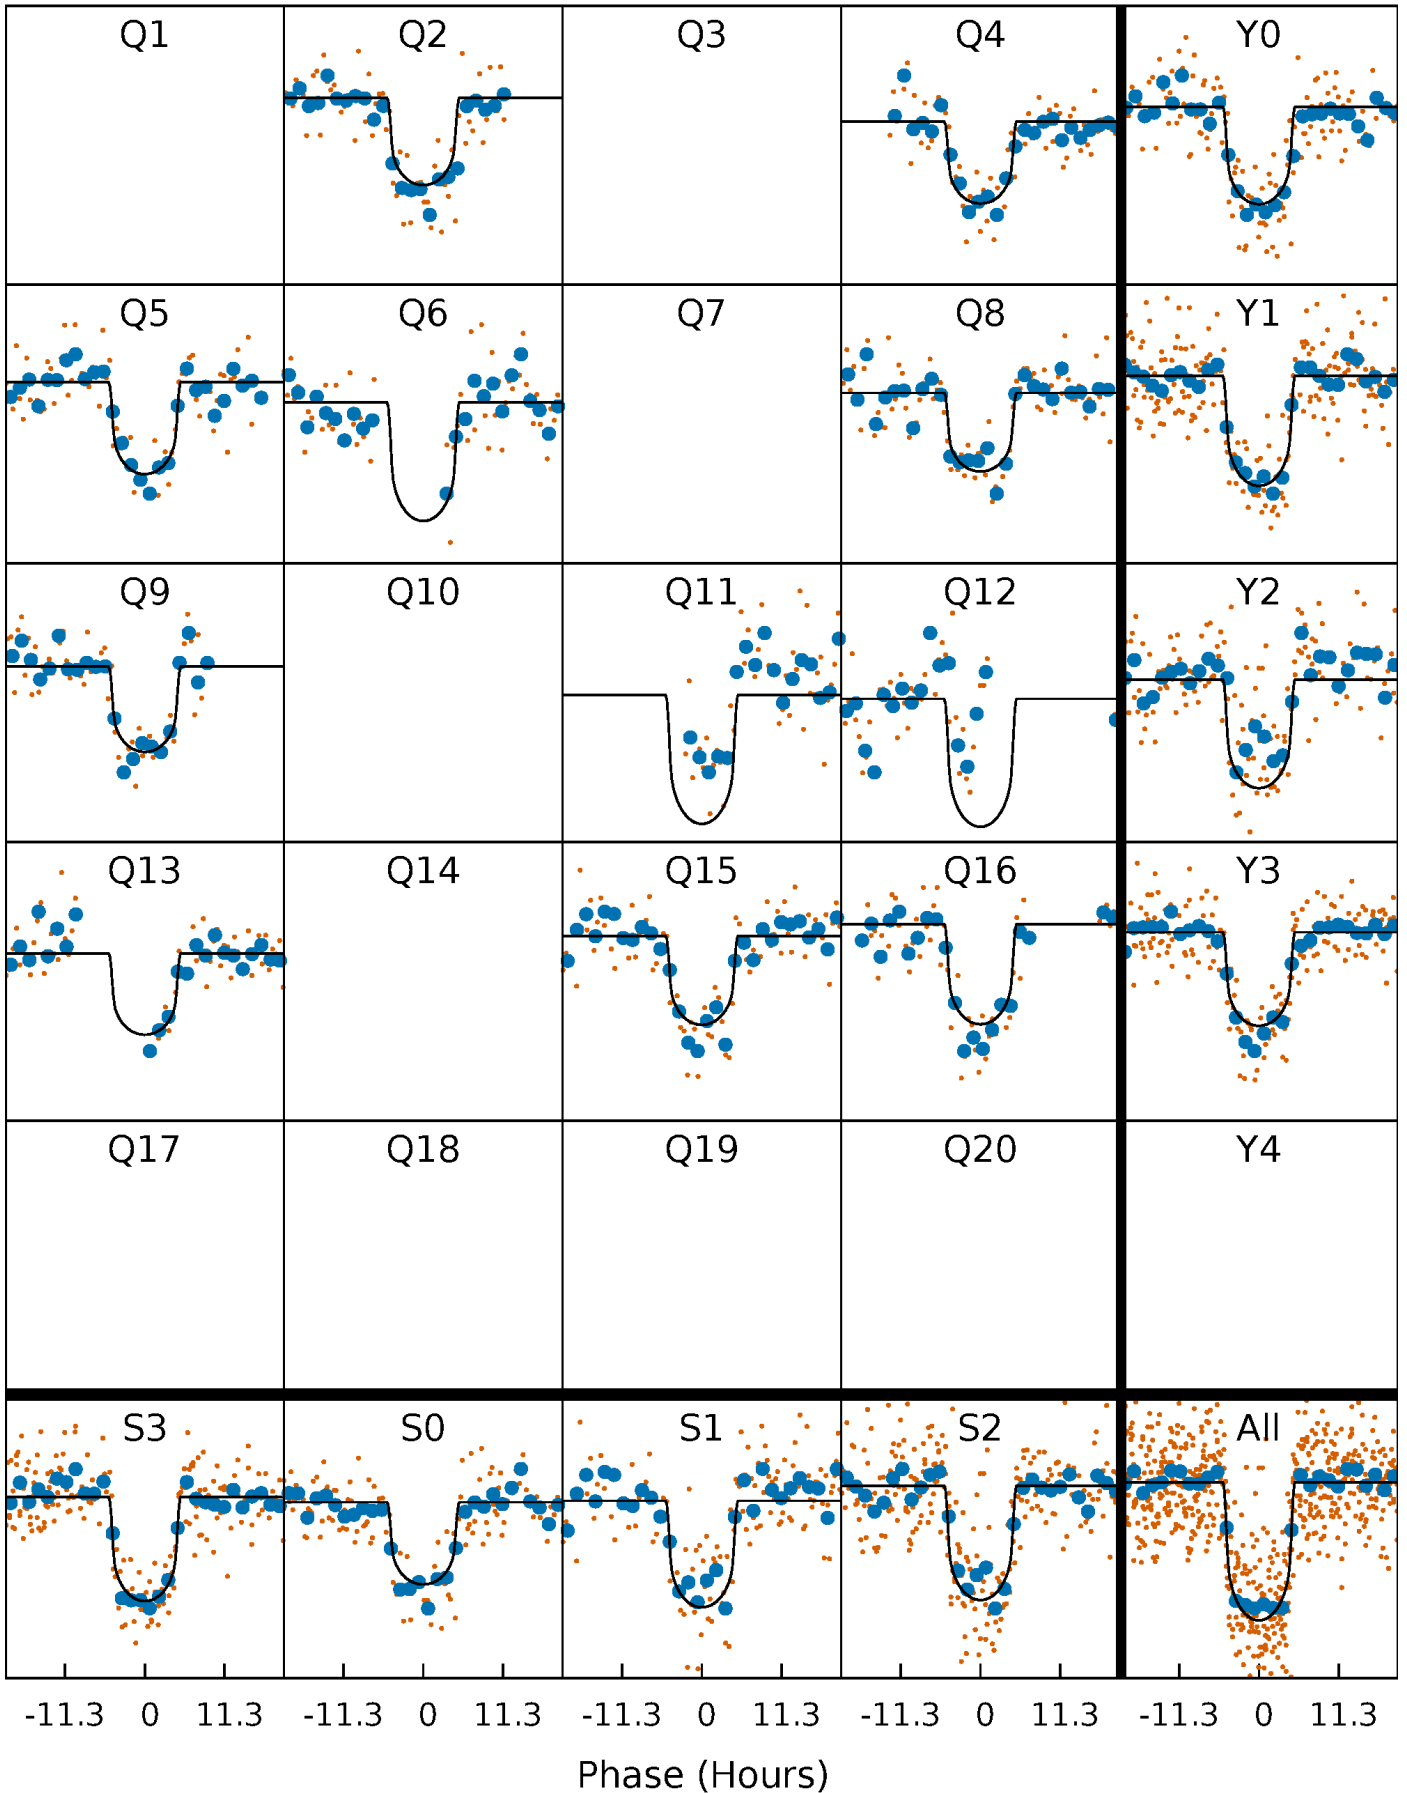 Q1 Q2 Q3 Q4 Y0
Q5 Q6 Q7 Q8 Y1
Q9 Q10 Q11 Q12 Y2
Q13 Q14 Q15 Q16 Y3
Q17 Q18 Q19 Q20 Y4
S3 S0 S1 S2 All
-11.3 0 11.3 -11.3 0 11.3 -11.3 0 11.3 -11.3 0 11.3 -11.3 0 11.3
Phase (Hours)